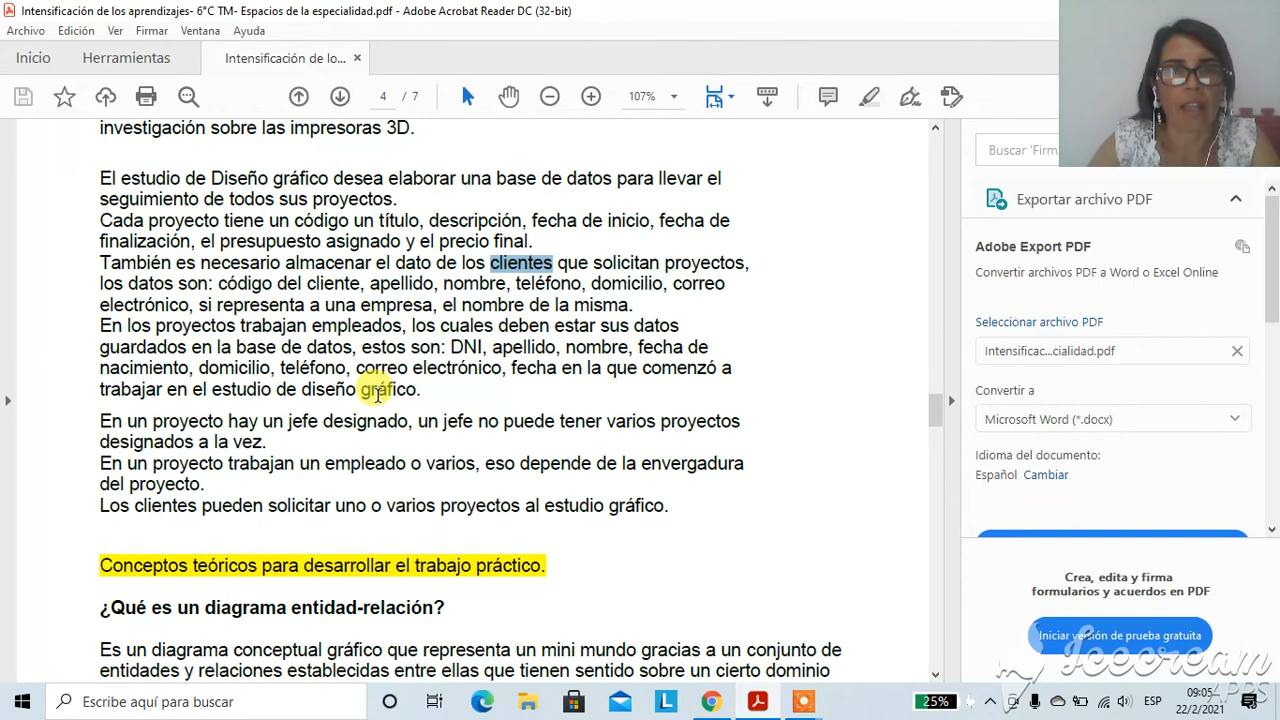 Intensificación de los aprendizajes- 6°C TM- Espacios de la especialidad.pdf - Adobe Acrobat Reader DC (32-bit)
Archivo Edición Ver Firmar Ventana Ayuda
Inicio Herramientas Intensificación de lo... ×
4 / 7 107%
investigación sobre las impresoras 3D.
El estudio de Diseño gráfico desea elaborar una base de datos para llevar el
seguimiento de todos sus proyectos.
Cada proyecto tiene un código un título, descripción, fecha de inicio, fecha de
finalización, el presupuesto asignado y el precio final.
También es necesario almacenar el dato de los clientes que solicitan proyectos,
los datos son: código del cliente, apellido, nombre, teléfono, domicilio, correo
electrónico, si representa a una empresa, el nombre de la misma.
En los proyectos trabajan empleados, los cuales deben estar sus datos
guardados en la base de datos, estos son: DNI, apellido, nombre, fecha de
nacimiento, domicilio, teléfono, correo electrónico, fecha en la que comenzó a
trabajar en el estudio de diseño gráfico.
En un proyecto hay un jefe designado, un jefe no puede tener varios proyectos
designados a la vez.
En un proyecto trabajan un empleado o varios, eso depende de la envergadura
del proyecto.
Los clientes pueden solicitar uno o varios proyectos al estudio gráfico.
Conceptos teóricos para desarrollar el trabajo práctico.
¿Qué es un diagrama entidad-relación?
Es un diagrama conceptual gráfico que representa un mini mundo gracias a un conjunto de
entidades y relaciones establecidas entre ellas que tienen sentido sobre un cierto dominio
Buscar 'Firm
Exportar archivo PDF
Adobe Export PDF
Convertir archivos PDF a Word o Excel Online
Seleccionar archivo PDF
Intensificac...cialidad.pdf
Convertir a
Microsoft Word (*.docx)
Idioma del documento:
Español Cambiar
Crea, edita y firma
formularios y acuerdos en PDF
Iniciar versión de prueba gratuita
Icecream
APPS
Escribe aquí para buscar
25% ESP 09:05
22/2/2021